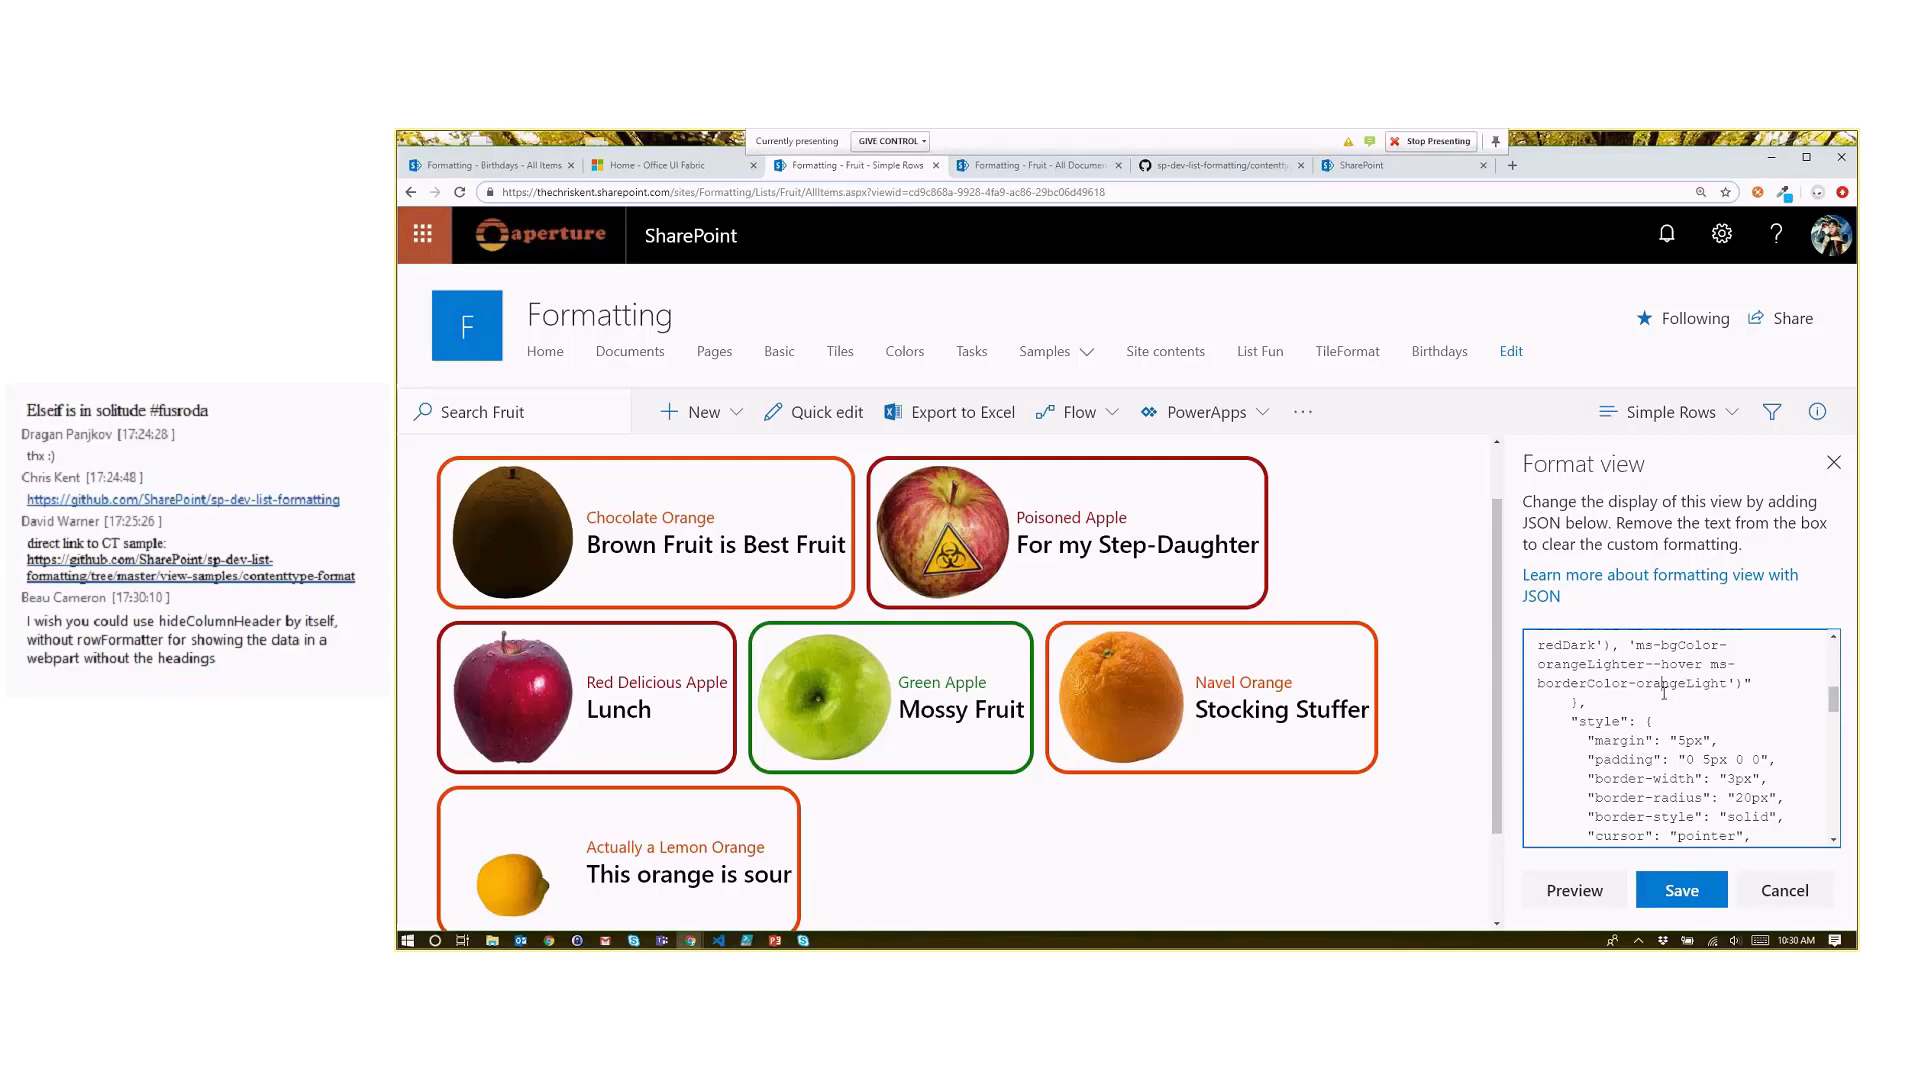 Elseif is in solitude #fusroda
Dragan Panjkov [17:24:28 ]
thx :)
Chris Kent [17:24:48 ]
https://github.com/SharePoint/sp-dev-list-formatting
David Warner [17:25:26 ]
direct link to CT sample:
https://github.com/SharePoint/sp-dev-list-
formatting/tree/master/view-samples/contenttype-format
Beau Cameron [17:30:10 ]
I wish you could use hideColumnHeader by itself,
without rowFormatter for showing the data in a
webpart without the headings
Currently presenting
GIVE CONTROL
Stop Presenting
Formatting - Birthdays - All Items
Home - Office UI Fabric
Formatting - Fruit - Simple Rows
Formatting - Fruit - All Documen
sp-dev-list-formatting/contentty
SharePoint
https://thechriskent.sharepoint.com/sites/Formatting/Lists/Fruit/AllItems.aspx?viewid=cd9c868a-9928-4fa9-ac86-29bc06d49618
aperture
SharePoint
F
Formatting
Following
Share
Home
Documents
Pages
Basic
Tiles
Colors
Tasks
Samples
Site contents
List Fun
TileFormat
Birthdays
Edit
Search Fruit
New
Quick edit
Export to Excel
Flow
PowerApps
Simple Rows
Chocolate Orange
Brown Fruit is Best Fruit
Poisoned Apple
For my Step-Daughter
Red Delicious Apple
Lunch
Green Apple
Mossy Fruit
Navel Orange
Stocking Stuffer
Actually a Lemon Orange
This orange is sour
Format view
Change the display of this view by adding
JSON below. Remove the text from the box
to clear the custom formatting.
Learn more about formatting view with
JSON
redDark'), 'ms-bgColor-
orangeLighter--hover ms-
borderColor-orangeLight')"
},
"style": {
"margin": "5px",
"padding": "0 5px 0 0",
"border-width": "3px",
"border-radius": "20px",
"border-style": "solid",
"cursor": "pointer",
Preview
Save
Cancel
10:30 AM